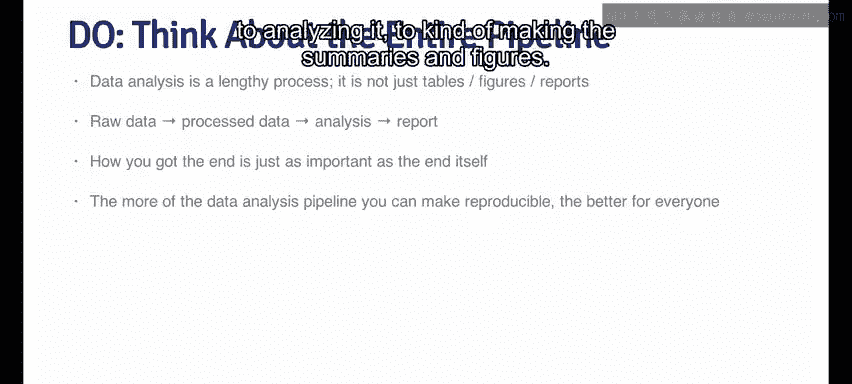 DO: Think About the Entire Pipeline
to analyzing it, to kind of making the
summaries and figures.
· Data analysis is a lengthy process; it is not just tables / figures / reports
· Raw data → processed data → analysis → report
· How you got the end is just as important as the end itself
· The more of the data analysis pipeline you can make reproducible, the better for everyone